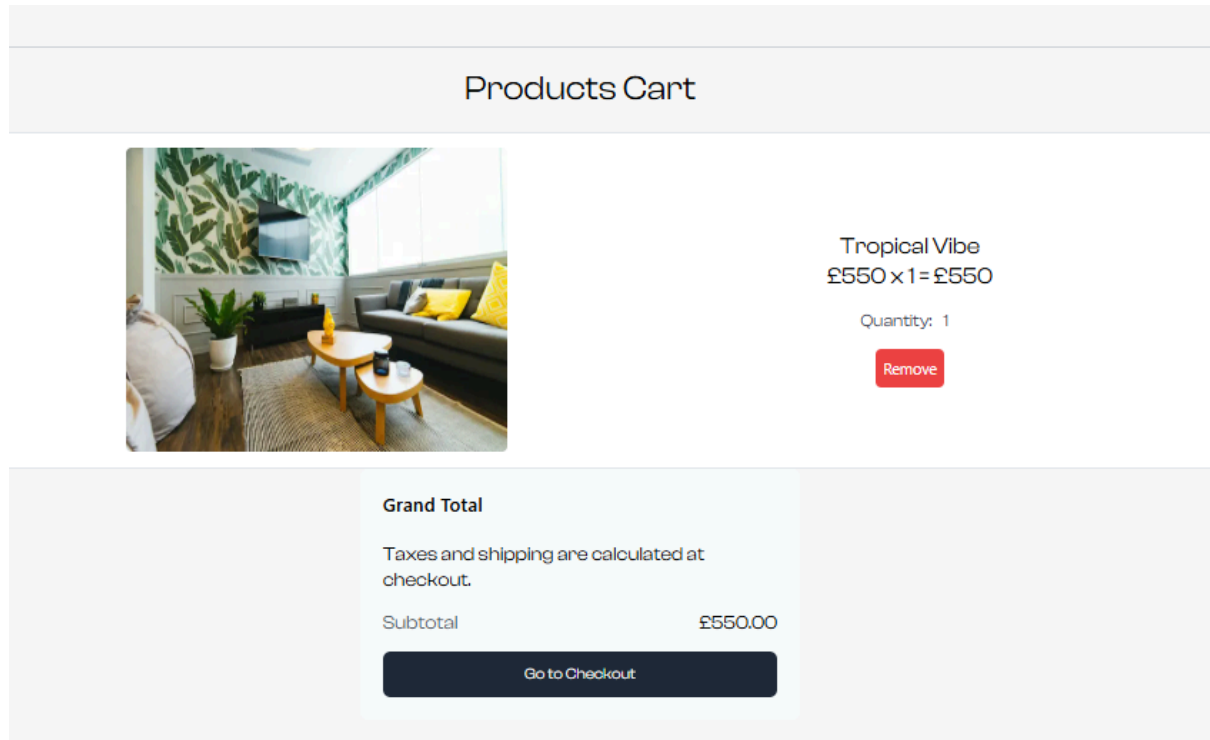 Products Cart
Tropical Vibe
£550 x 1 = £550
Quantity: 1
Remove
Grand Total
Taxes and shipping are calculated at
checkout.
Subtotal £550.00
Go to Checkout